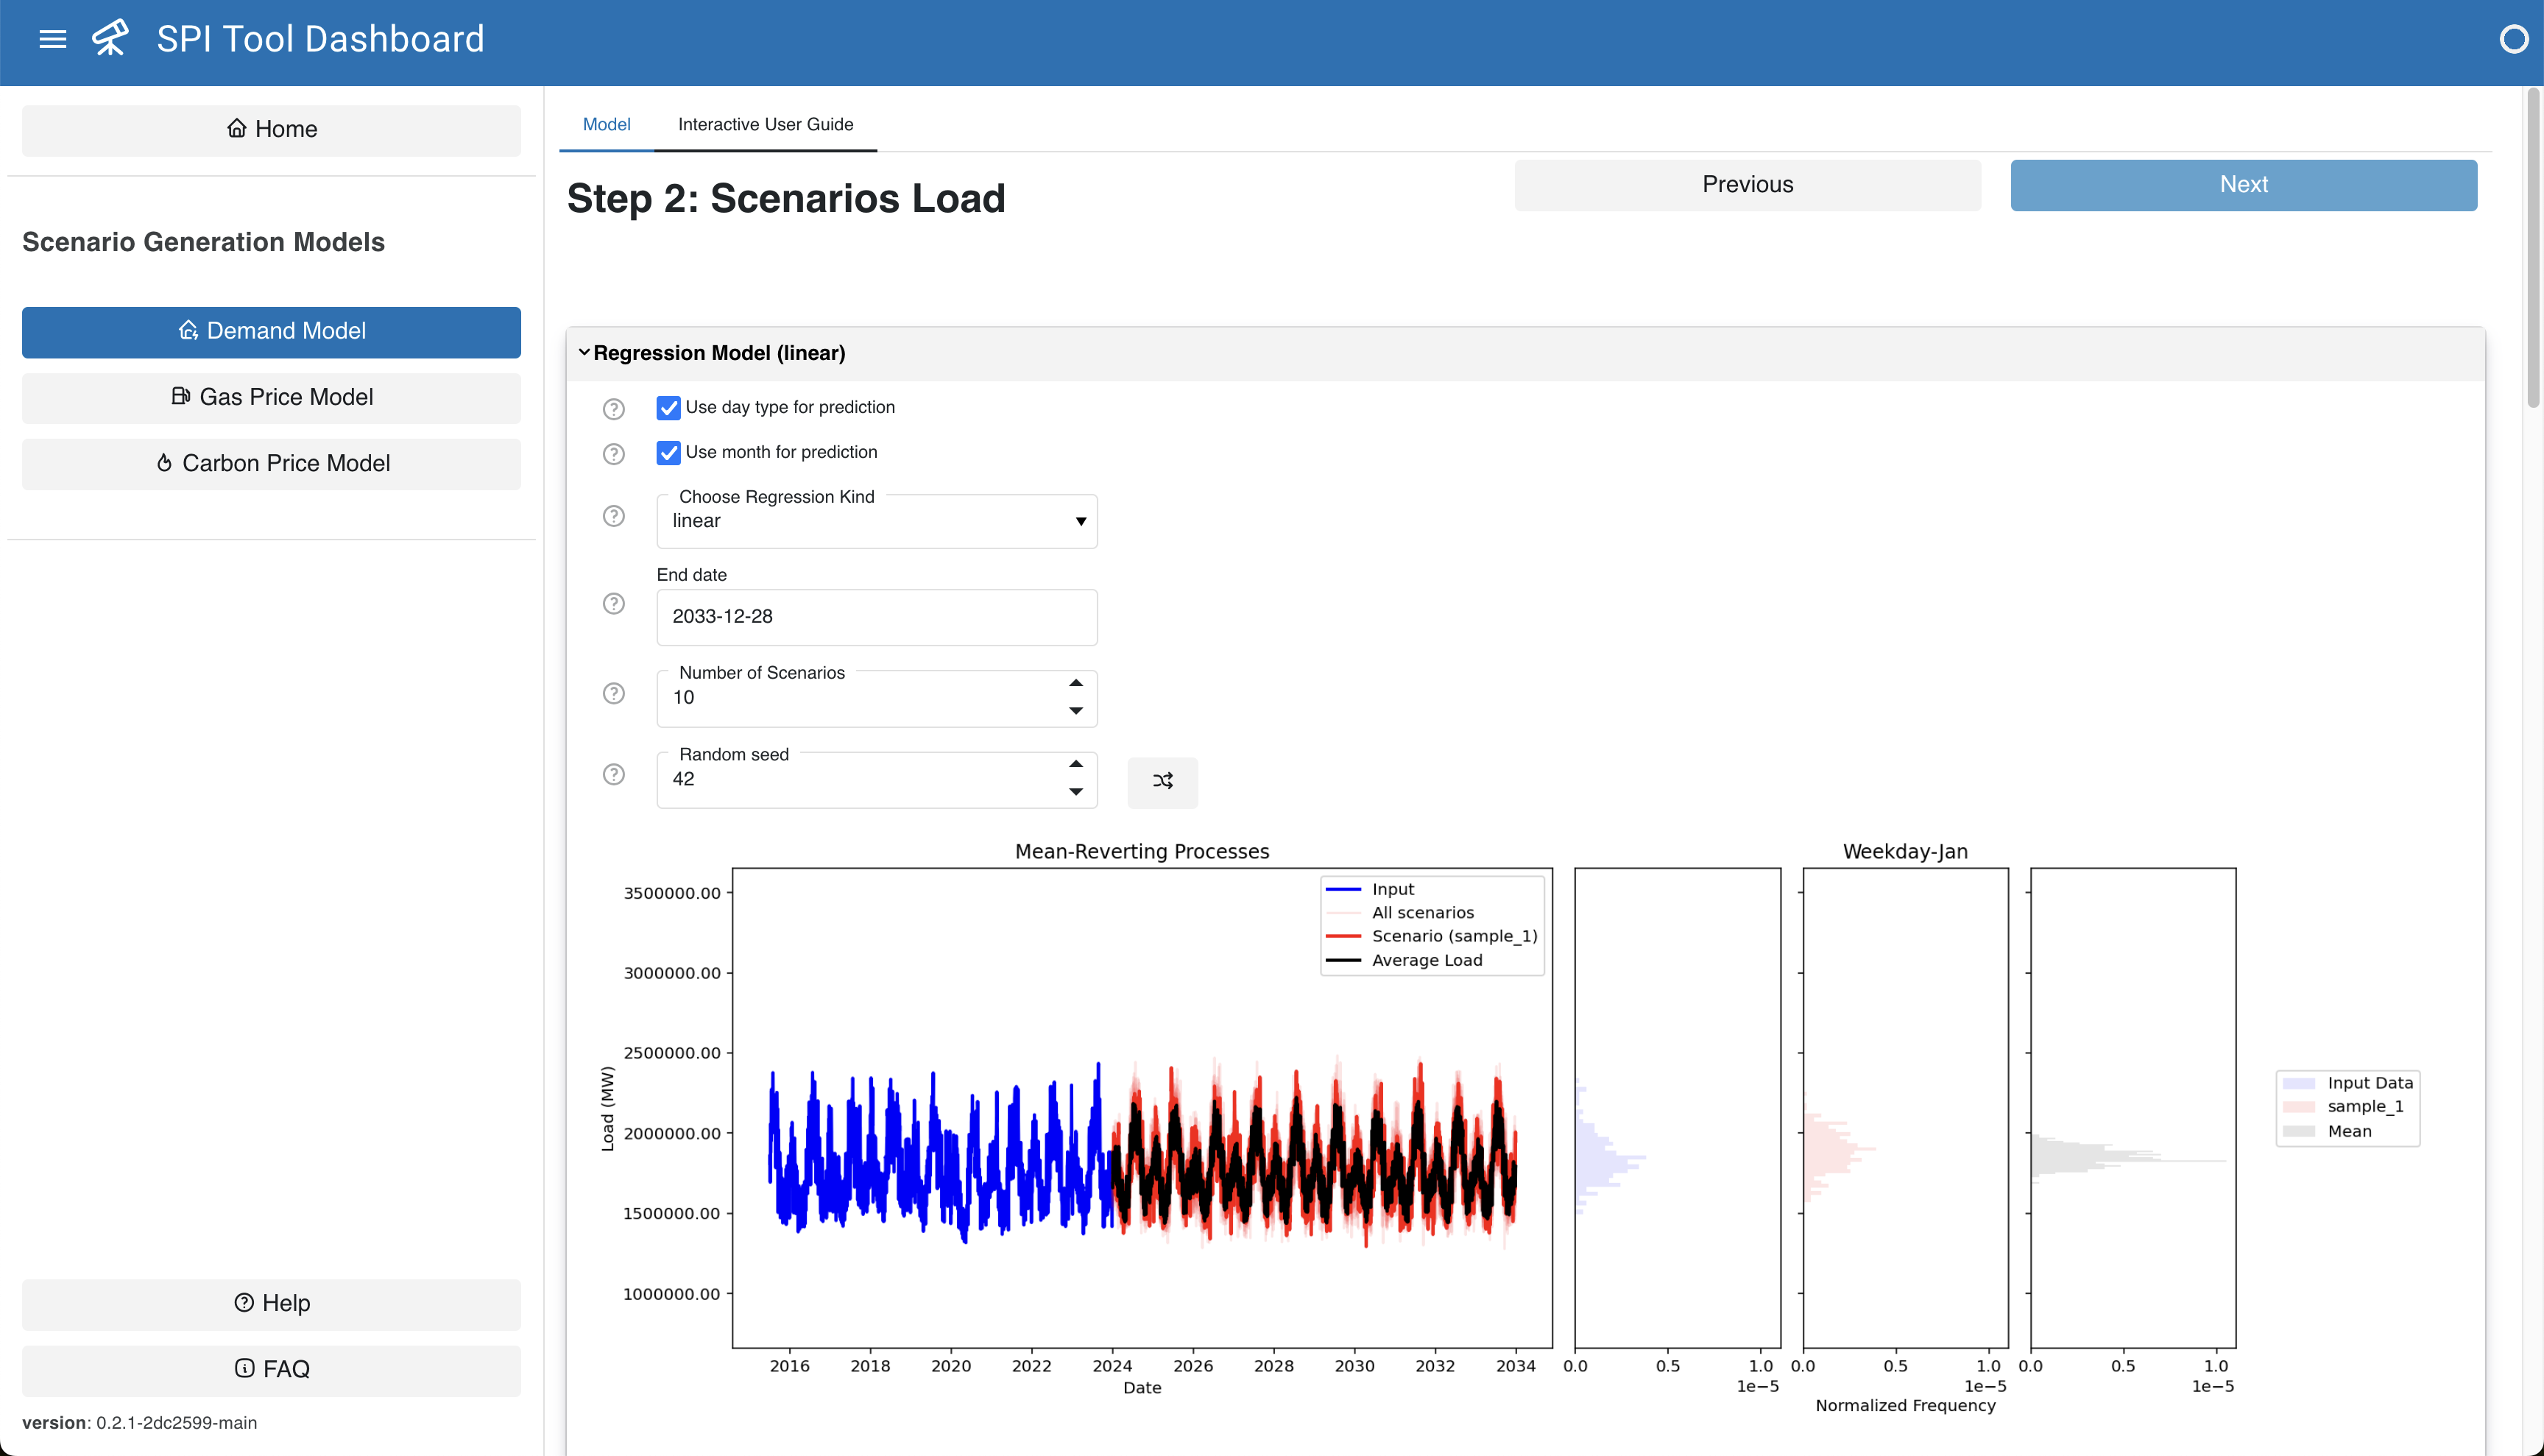 SPI Tool Dashboard
Home
Scenario Generation Models
Demand Model
Gas Price Model
Carbon Price Model
Help
FAQ
version: 0.2.1-2dc2599-main
Model
Interactive User Guide
Step 2: Scenarios Load
Previous
Next
Regression Model (linear)
Use day type for prediction
Use month for prediction
Choose Regression Kind
linear
End date
2033-12-28
Number of Scenarios
10
Random seed
42
Mean-Reverting Processes
Weekday-Jan
3500000.00
3000000.00
2500000.00
2000000.00
1500000.00
1000000.00
Load (MW)
Input
All scenarios
Scenario (sample_1)
Average Load
2016 2018 2020 2022 2024 2026 2028 2030 2032 2034
Date
0.0 0.5 1.0
1e−5
0.0 0.5 1.0
1e−5
0.0 0.5 1.0
1e−5
Normalized Frequency
Input Data
sample_1
Mean